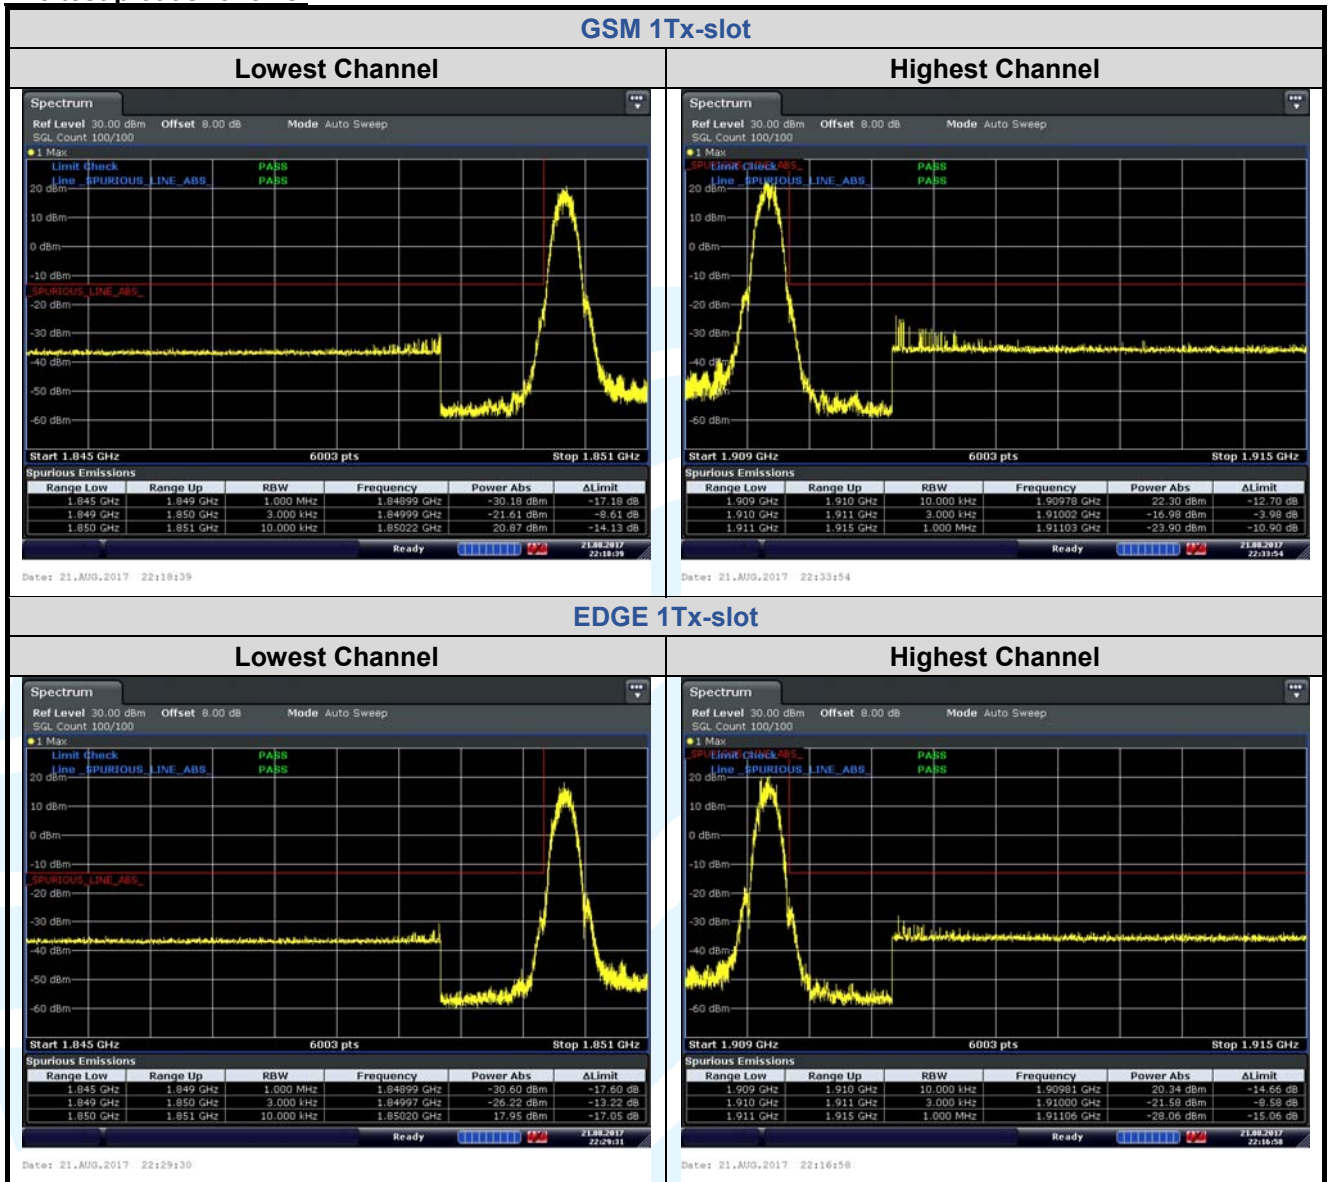 GSM 1Tx-slot
Lowest Channel
Highest Channel
Spectrum
Ref Level 30.00 dBm Offset 8.00 dB Mode Auto Sweep
SGL Count 100/100
1 Max
Limit Check PASS
Line _SPURIOUS_LINE_ABS_ PASS
20 dBm
10 dBm
0 dBm
-10 dBm
_SPURIOUS_LINE_ABS_
-20 dBm
-30 dBm
-40 dBm
-50 dBm
-60 dBm
Start 1.845 GHz 6003 pts Stop 1.851 GHz
Spurious Emissions
Range Low Range Up RBW Frequency Power Abs ΔLimit
1.845 GHz 1.849 GHz 1.000 MHz 1.84899 GHz -30.18 dBm -17.18 dB
1.849 GHz 1.850 GHz 3.000 kHz 1.84999 GHz -21.61 dBm -8.61 dB
1.850 GHz 1.851 GHz 10.000 kHz 1.85022 GHz 20.87 dBm -14.13 dB
Ready 21.08.2017
22:18:39
Date: 21.AUG.2017 22:18:39
Spectrum
Ref Level 30.00 dBm Offset 8.00 dB Mode Auto Sweep
SGL Count 100/100
1 Max
Limit Check PASS
Line _SPURIOUS_LINE_ABS_ PASS
20 dBm
10 dBm
0 dBm
-10 dBm
-20 dBm
-30 dBm
-40 dBm
-50 dBm
-60 dBm
Start 1.909 GHz 6003 pts Stop 1.915 GHz
Spurious Emissions
Range Low Range Up RBW Frequency Power Abs ΔLimit
1.909 GHz 1.910 GHz 10.000 kHz 1.90978 GHz 22.30 dBm -12.70 dB
1.910 GHz 1.911 GHz 3.000 kHz 1.91002 GHz -16.98 dBm -3.98 dB
1.911 GHz 1.915 GHz 1.000 MHz 1.91103 GHz -23.90 dBm -10.90 dB
Ready 21.08.2017
22:33:54
Date: 21.AUG.2017 22:33:54
EDGE 1Tx-slot
Lowest Channel
Highest Channel
Spectrum
Ref Level 30.00 dBm Offset 8.00 dB Mode Auto Sweep
SGL Count 100/100
1 Max
Limit Check PASS
Line _SPURIOUS_LINE_ABS_ PASS
20 dBm
10 dBm
0 dBm
-10 dBm
_SPURIOUS_LINE_ABS_
-20 dBm
-30 dBm
-40 dBm
-50 dBm
-60 dBm
Start 1.845 GHz 6003 pts Stop 1.851 GHz
Spurious Emissions
Range Low Range Up RBW Frequency Power Abs ΔLimit
1.845 GHz 1.849 GHz 1.000 MHz 1.84899 GHz -30.60 dBm -17.60 dB
1.849 GHz 1.850 GHz 3.000 kHz 1.84997 GHz -26.22 dBm -13.22 dB
1.850 GHz 1.851 GHz 10.000 kHz 1.85020 GHz 17.95 dBm -17.05 dB
Ready 21.08.2017
22:29:31
Date: 21.AUG.2017 22:29:30
Spectrum
Ref Level 30.00 dBm Offset 8.00 dB Mode Auto Sweep
SGL Count 100/100
1 Max
Limit Check PASS
Line _SPURIOUS_LINE_ABS_ PASS
20 dBm
10 dBm
0 dBm
-10 dBm
-20 dBm
-30 dBm
-40 dBm
-50 dBm
-60 dBm
Start 1.909 GHz 6003 pts Stop 1.915 GHz
Spurious Emissions
Range Low Range Up RBW Frequency Power Abs ΔLimit
1.909 GHz 1.910 GHz 10.000 kHz 1.90981 GHz 20.34 dBm -14.66 dB
1.910 GHz 1.911 GHz 3.000 kHz 1.91000 GHz -21.58 dBm -8.58 dB
1.911 GHz 1.915 GHz 1.000 MHz 1.91106 GHz -28.06 dBm -15.06 dB
Ready 21.08.2017
22:16:58
Date: 21.AUG.2017 22:16:58